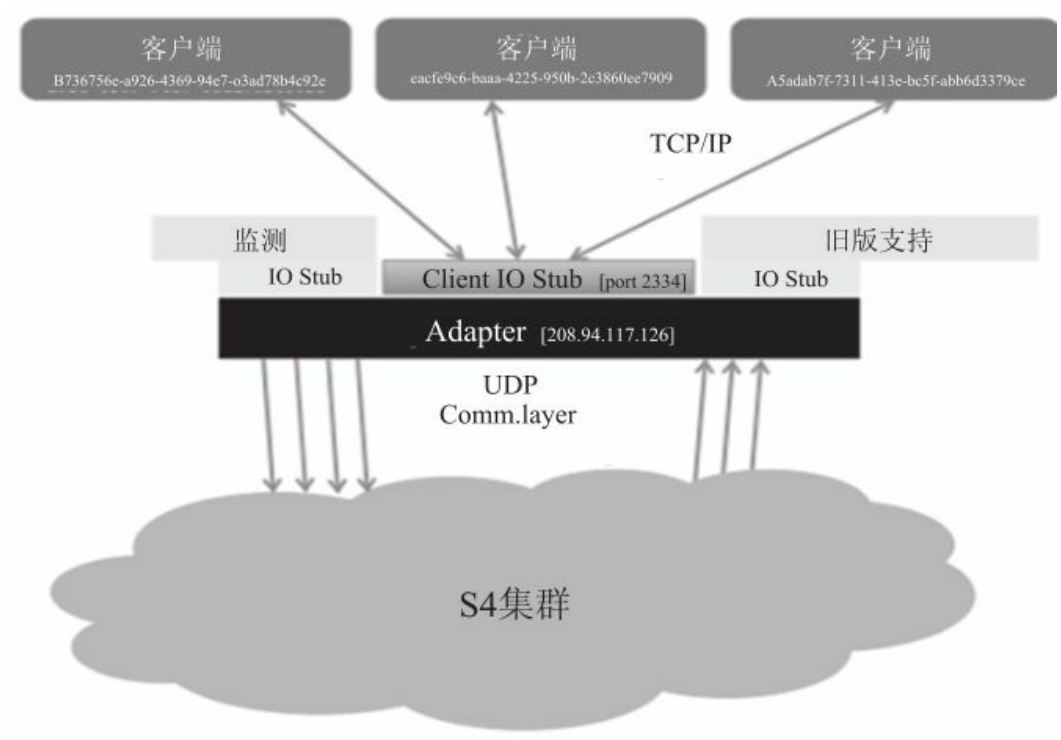 客户端
B736756e-a926-4369-94e7-o3ad78b4c92e
客户端
eacfe9c6-baaa-4225-950b-2c3860ee7909
客户端
A5adab7f-7311-413e-bc5f-abb6d3379ce
TCP/IP
监测
旧版支持
IO Stub
Client IO Stub [port 2334]
IO Stub
Adapter [208.94.117.126]
UDP
Comm.layer
S4集群